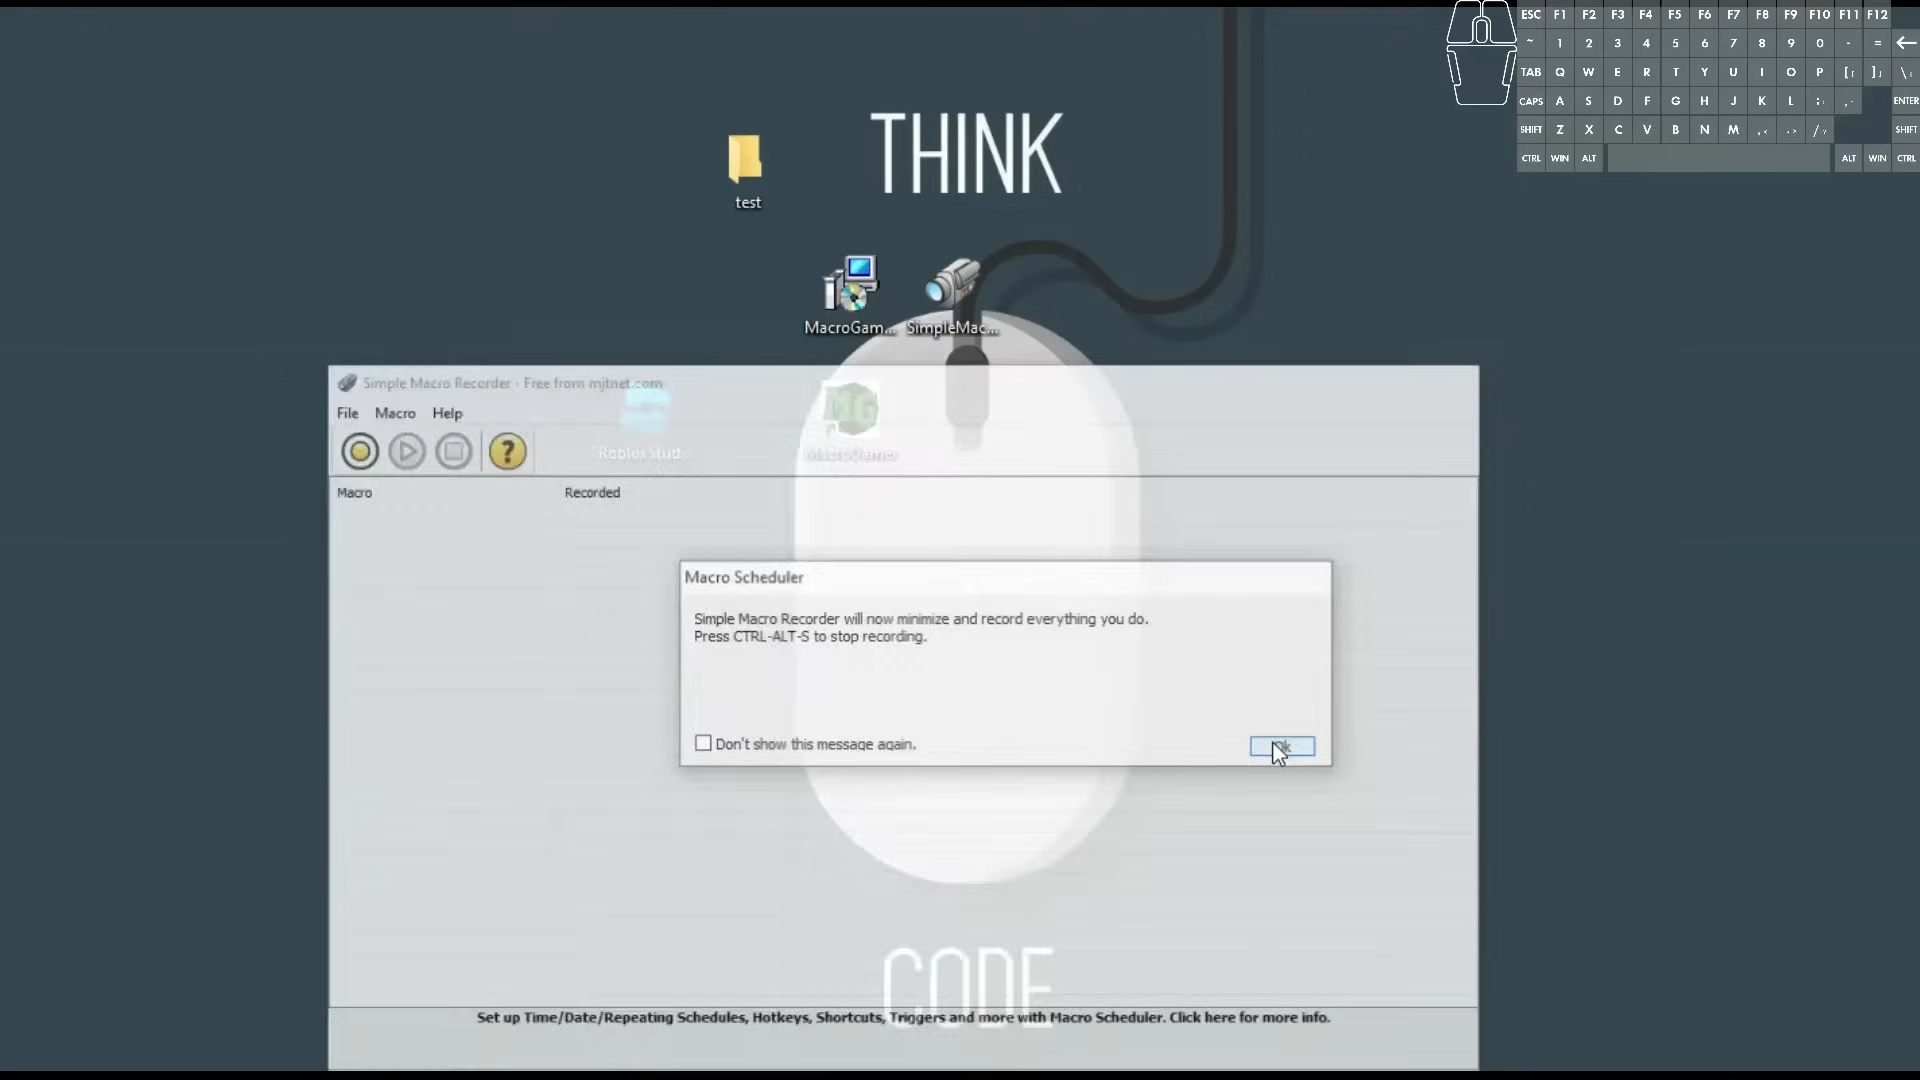 ESC F1 F2 F3 F4 F5 F6 F7 F8 F9 F10 F11 F12
~ 1 2 3 4 5 6 7 8 9 0 - =
TAB Q W E R T Y U I O P [ ] \
CAPS A S D F G H J K L ; ENTER
SHIFT Z X C V B N M , . / SHIFT
CTRL WIN ALT ALT WIN CTRL
THINK
test
MacroGam... SimpleMac...
Simple Macro Recorder - Free from mjtnet.com
File Macro Help
Roblox Stud
MacroGamer
Macro Recorded
Macro Scheduler
Simple Macro Recorder will now minimize and record everything you do.
Press CTRL-ALT-S to stop recording.
Don't show this message again.
Ok
CODE
Set up Time/Date/Repeating Schedules, Hotkeys, Shortcuts, Triggers and more with Macro Scheduler. Click here for more info.